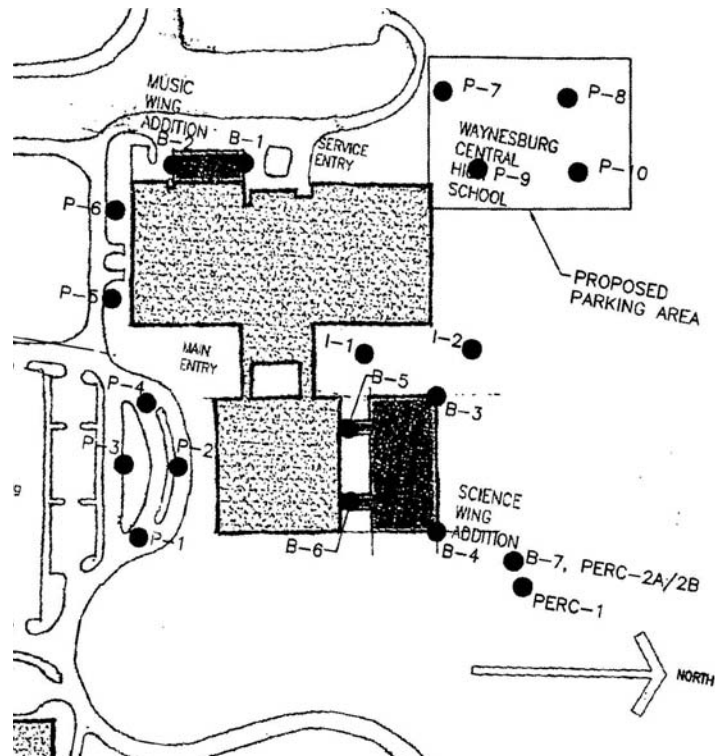 P-7
P-8
MUSIC
WING
ADDITION
B-2
B-1
SERVICE
ENTRY
WAYNESBURG
CENTRAL
HIGH
SCHOOL
P-9
P-10
P-6
P-5
PROPOSED
PARKING AREA
MAIN
ENTRY
I-1
I-2
B-5
B-3
P-4
P-3
P-2
P-1
B-6
SCIENCE
WING
ADDITION
B-4
B-7, PERC-2A/2B
PERC-1
NORTH
g